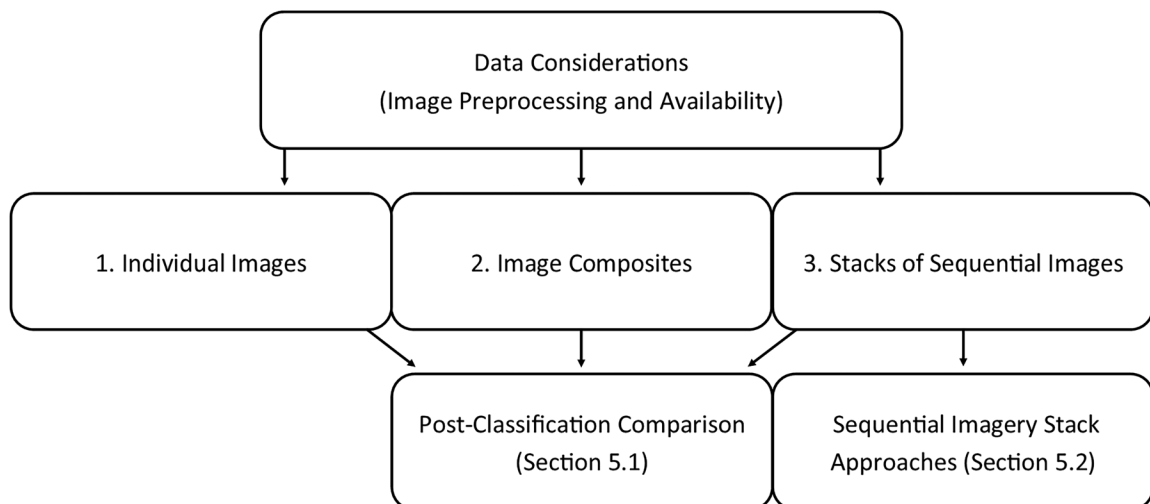 Data Considerations
(Image Preprocessing and Availability)
1. Individual Images
2. Image Composites
3. Stacks of Sequential Images
Post-Classification Comparison
(Section 5.1)
Sequential Imagery Stack
Approaches (Section 5.2)